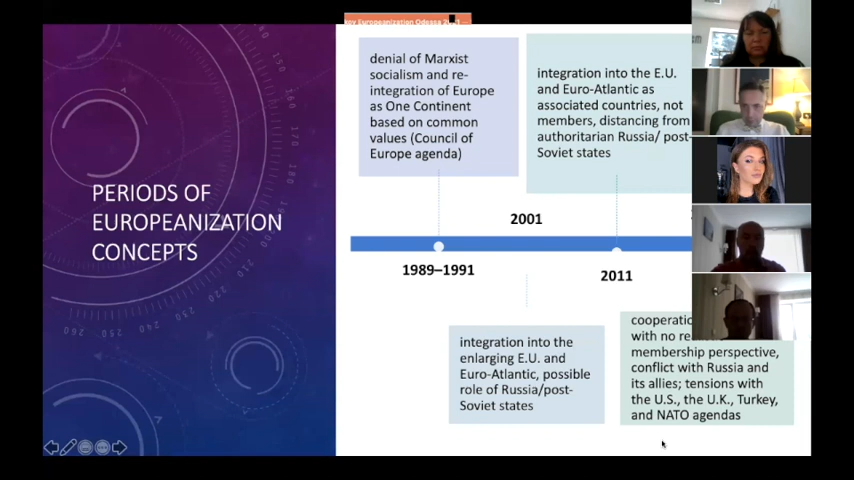 Europeanization Odessa
PERIODS OF
EUROPEANIZATION
CONCEPTS
denial of Marxist
socialism and re-
integration of Europe
as One Continent
based on common
values (Council of
Europe agenda)
integration into the E.U.
and Euro-Atlantic as
associated countries, not
members, distancing from
authoritarian Russia/ post-
Soviet states
2001
1989–1991
2011
integration into the
enlarging E.U. and
Euro-Atlantic, possible
role of Russia/post-
Soviet states
with no
membership perspective,
conflict with Russia and
its allies; tensions with
the U.S., the U.K., Turkey,
and NATO agendas